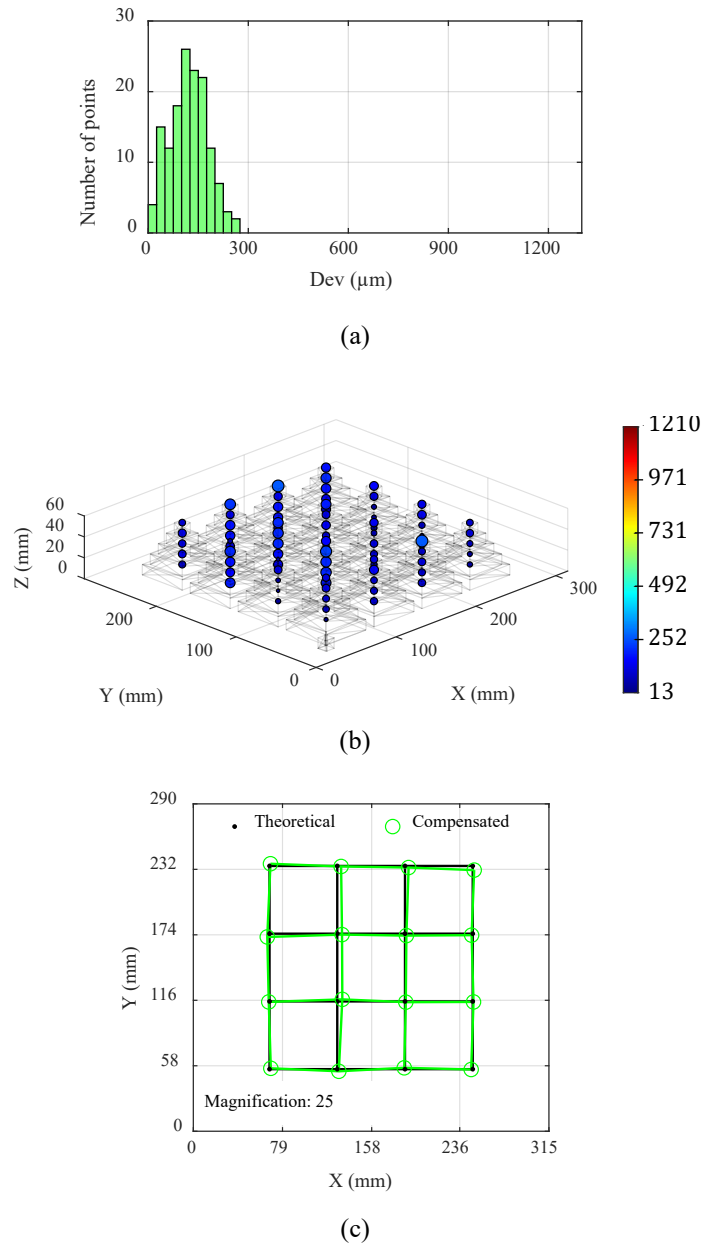 30
20
10
0
Number of points
0 300 600 900 1200
Dev (µm)
(a)
60
40
20
0
Z (mm)
200
100
0
Y (mm)
0
100
200
300
X (mm)
1210
971
731
492
252
13
(b)
290
232
174
116
58
0
Y (mm)
Theoretical Compensated
Magnification: 25
0 79 158 236 315
X (mm)
(c)